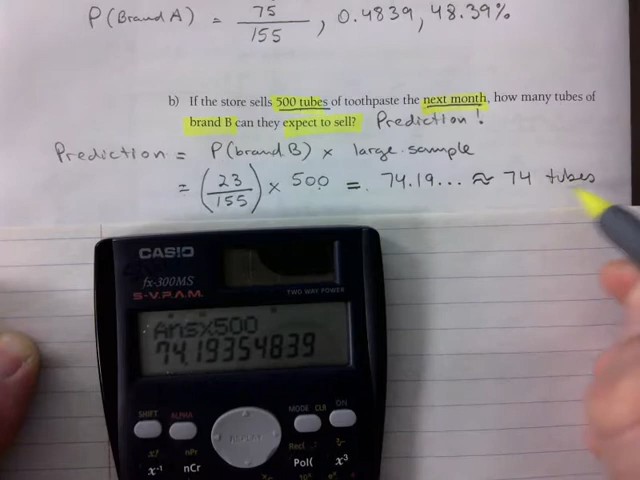 P(Brand A) = 75/155, 0.4839, 48.39%
b) If the store sells 500 tubes of toothpaste the next month, how many tubes of
brand B can they expect to sell? Prediction!
Prediction = P(brand B) × large sample
= (23/155) × 500 = 74.19... ≈ 74 tubes
CASIO
fx-300MS
S-V.P.A.M.
TWO WAY POWER
Ans×500
74.19354839
SHIFT ALPHA MODE CLR ON
REPLAY
x! nPr Rec( :
x⁻¹ nCr Pol( x³